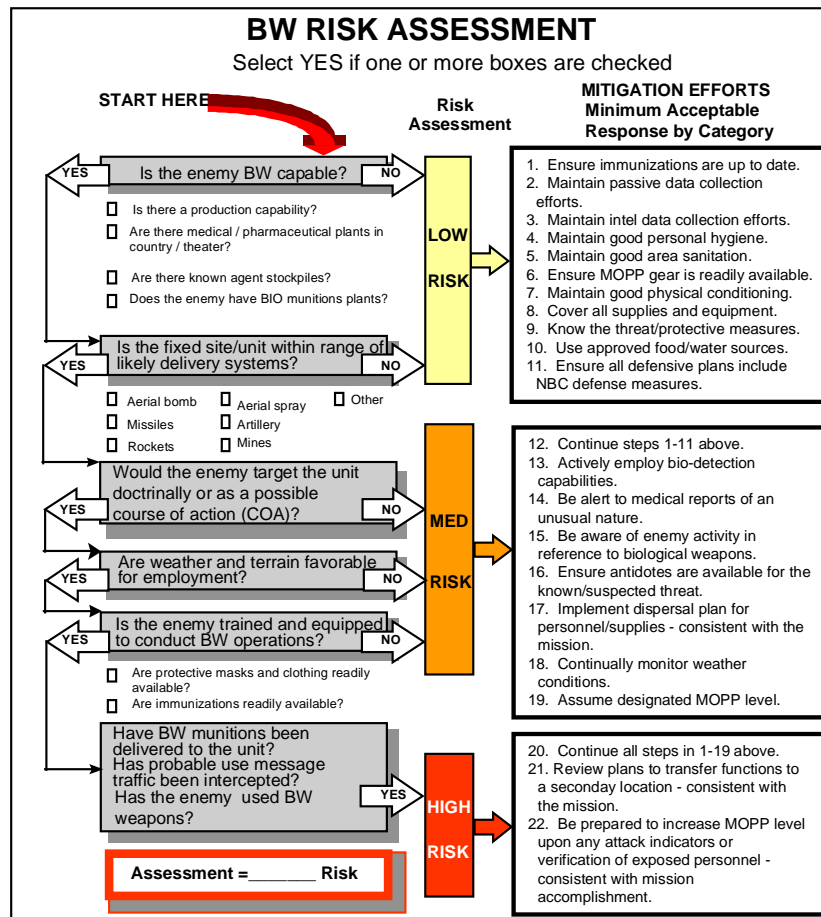 BW RISK ASSESSMENT
Select YES if one or more boxes are checked
START HERE
Risk
Assessment
MITIGATION EFFORTS
Minimum Acceptable
Response by Category
YES
Is the enemy BW capable?
NO
Is there a production capability?
Are there medical / pharmaceutical plants in
country / theater?
Are there known agent stockpiles?
Does the enemy have BIO munitions plants?
LOW
RISK
1. Ensure immunizations are up to date.
2. Maintain passive data collection
efforts.
3. Maintain intel data collection efforts.
4. Maintain good personal hygiene.
5. Maintain good area sanitation.
6. Ensure MOPP gear is readily available.
7. Maintain good physical conditioning.
8. Cover all supplies and equipment.
9. Know the threat/protective measures.
10. Use approved food/water sources.
11. Ensure all defensive plans include
NBC defense measures.
YES
Is the fixed site/unit within range of
likely delivery systems?
NO
Aerial bomb
Aerial spray
Other
Missiles
Artillery
Rockets
Mines
YES
Would the enemy target the unit
doctrinally or as a possible
course of action (COA)?
NO
YES
Are weather and terrain favorable
for employment?
NO
YES
Is the enemy trained and equipped
to conduct BW operations?
NO
Are protective masks and clothing readily
available?
Are immunizations readily available?
MED
RISK
12. Continue steps 1-11 above.
13. Actively employ bio-detection
capabilities.
14. Be alert to medical reports of an
unusual nature.
15. Be aware of enemy activity in
reference to biological weapons.
16. Ensure antidotes are available for the
known/suspected threat.
17. Implement dispersal plan for
personnel/supplies - consistent with the
mission.
18. Continually monitor weather
conditions.
19. Assume designated MOPP level.
Have BW munitions been
delivered to the unit?
Has probable use message
traffic been intercepted?
Has the enemy used BW
weapons?
YES
HIGH
RISK
20. Continue all steps in 1-19 above.
21. Review plans to transfer functions to
a seconday location - consistent with
the mission.
22. Be prepared to increase MOPP level
upon any attack indicators or
verification of exposed personnel -
consistent with mission
accomplishment.
Assessment =_______ Risk